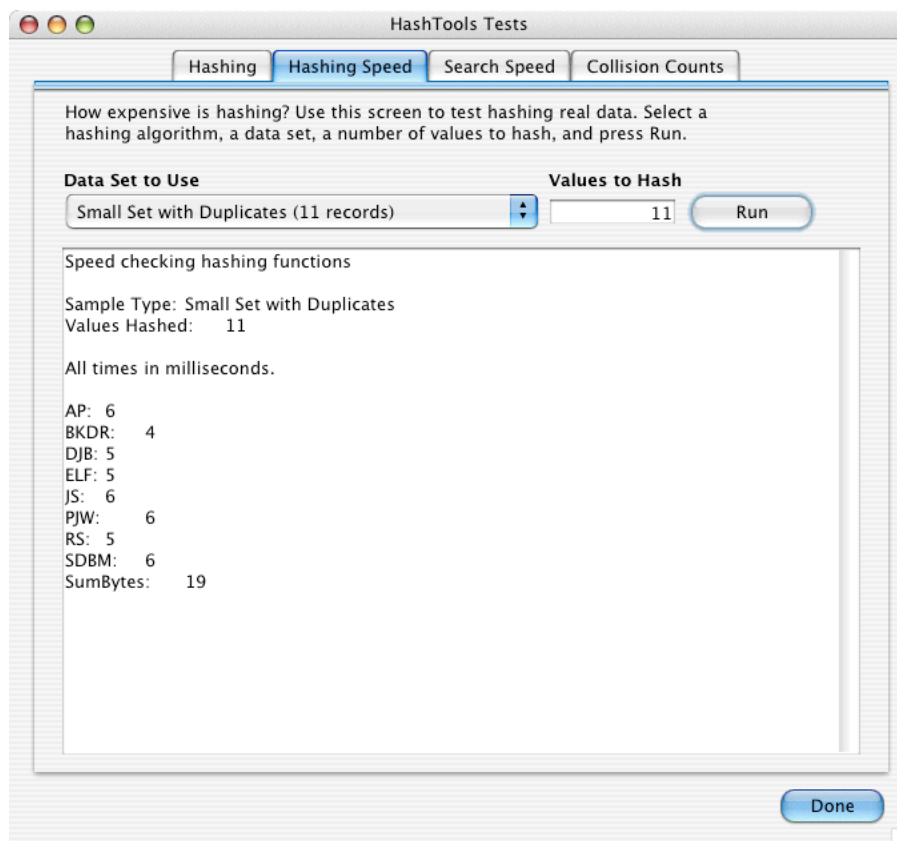 HashTools Tests
Hashing Hashing Speed Search Speed Collision Counts
How expensive is hashing? Use this screen to test hashing real data. Select a
hashing algorithm, a data set, a number of values to hash, and press Run.
Data Set to Use Values to Hash
Small Set with Duplicates (11 records) 11 Run
Speed checking hashing functions
Sample Type: Small Set with Duplicates
Values Hashed: 11
All times in milliseconds.
AP: 6
BKDR: 4
DJB: 5
ELF: 5
JS: 6
PJW: 6
RS: 5
SDBM: 6
SumBytes: 19
Done